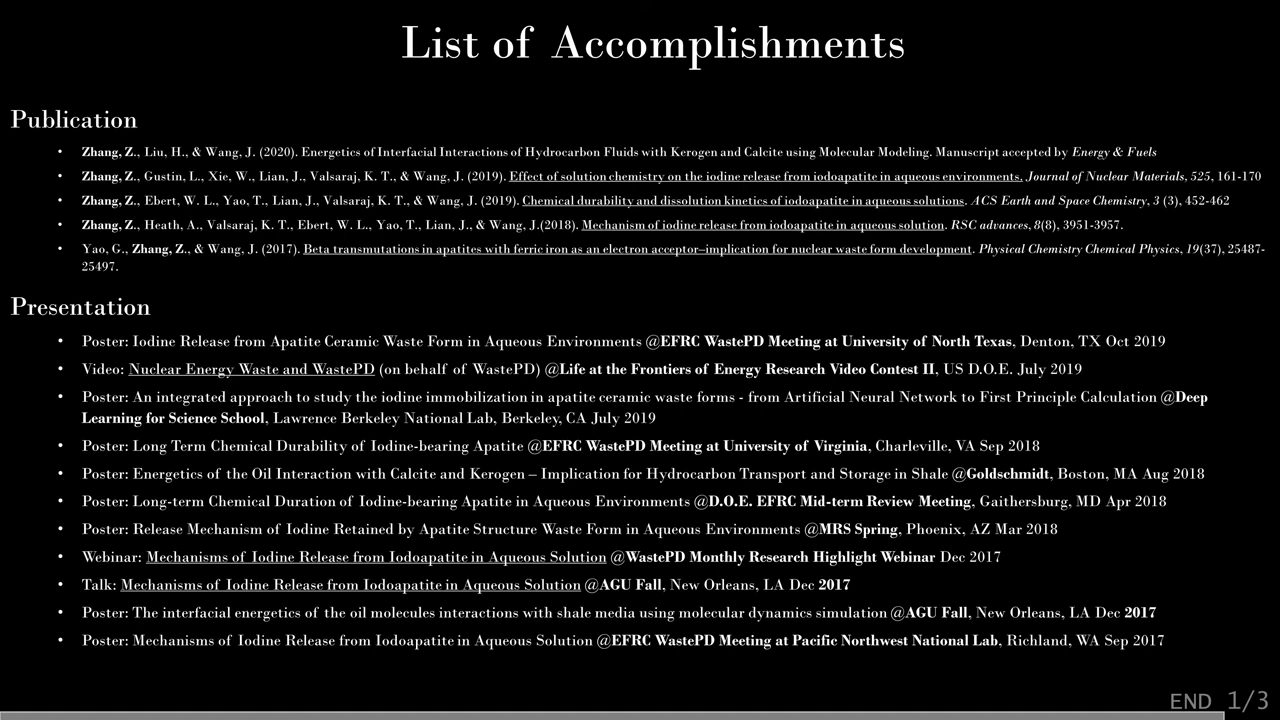 List of Accomplishments
Publication
• Zhang, Z., Liu, H., & Wang, J. (2020). Energetics of Interfacial Interactions of Hydrocarbon Fluids with Kerogen and Calcite using Molecular Modeling. Manuscript accepted by Energy & Fuels
• Zhang, Z., Gustin, L., Xie, W., Lian, J., Valsaraj, K. T., & Wang, J. (2019). Effect of solution chemistry on the iodine release from iodoapatite in aqueous environments. Journal of Nuclear Materials, 525, 161-170
• Zhang, Z., Ebert, W. L., Yao, T., Lian, J., Valsaraj, K. T., & Wang, J. (2019). Chemical durability and dissolution kinetics of iodoapatite in aqueous solutions. ACS Earth and Space Chemistry, 3 (3), 452-462
• Zhang, Z., Heath, A., Valsaraj, K. T., Ebert, W. L., Yao, T., Lian, J., & Wang, J.(2018). Mechanism of iodine release from iodoapatite in aqueous solution. RSC advances, 8(8), 3951-3957.
• Yao, G., Zhang, Z., & Wang, J. (2017). Beta transmutations in apatites with ferric iron as an electron acceptor–implication for nuclear waste form development. Physical Chemistry Chemical Physics, 19(37), 25487-
25497.
Presentation
• Poster: Iodine Release from Apatite Ceramic Waste Form in Aqueous Environments @EFRC WastePD Meeting at University of North Texas, Denton, TX Oct 2019
• Video: Nuclear Energy Waste and WastePD (on behalf of WastePD) @Life at the Frontiers of Energy Research Video Contest II, US D.O.E. July 2019
• Poster: An integrated approach to study the iodine immobilization in apatite ceramic waste forms - from Artificial Neural Network to First Principle Calculation @Deep
Learning for Science School, Lawrence Berkeley National Lab, Berkeley, CA July 2019
• Poster: Long Term Chemical Durability of Iodine-bearing Apatite @EFRC WastePD Meeting at University of Virginia, Charleville, VA Sep 2018
• Poster: Energetics of the Oil Interaction with Calcite and Kerogen – Implication for Hydrocarbon Transport and Storage in Shale @Goldschmidt, Boston, MA Aug 2018
• Poster: Long-term Chemical Duration of Iodine-bearing Apatite in Aqueous Environments @D.O.E. EFRC Mid-term Review Meeting, Gaithersburg, MD Apr 2018
• Poster: Release Mechanism of Iodine Retained by Apatite Structure Waste Form in Aqueous Environments @MRS Spring, Phoenix, AZ Mar 2018
• Webinar: Mechanisms of Iodine Release from Iodoapatite in Aqueous Solution @WastePD Monthly Research Highlight Webinar Dec 2017
• Talk: Mechanisms of Iodine Release from Iodoapatite in Aqueous Solution @AGU Fall, New Orleans, LA Dec 2017
• Poster: The interfacial energetics of the oil molecules interactions with shale media using molecular dynamics simulation @AGU Fall, New Orleans, LA Dec 2017
• Poster: Mechanisms of Iodine Release from Iodoapatite in Aqueous Solution @EFRC WastePD Meeting at Pacific Northwest National Lab, Richland, WA Sep 2017
END 1/3